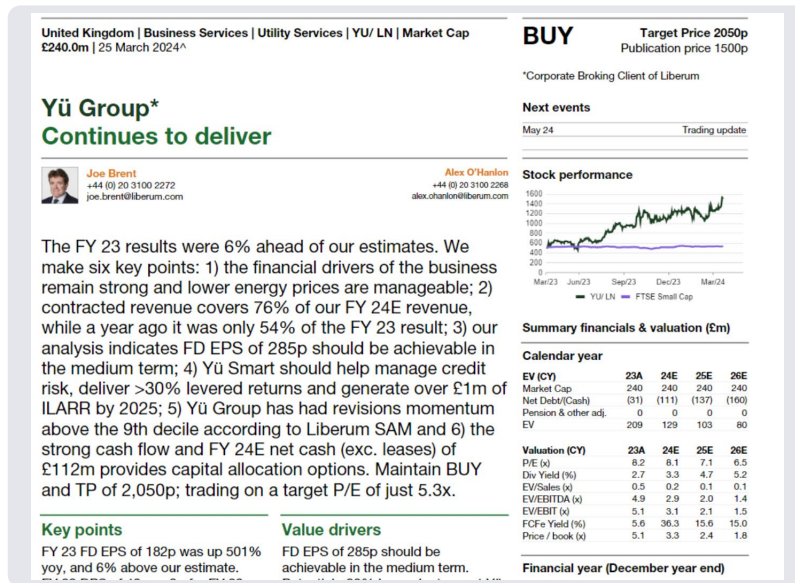 United Kingdom | Business Services | Utility Services | YU/ LN | Market Cap
£240.0m | 25 March 2024^
Yü Group*
Continues to deliver
Joe Brent
+44 (0) 20 3100 2272
joe.brent@liberum.com
Alex O'Hanlon
+44 (0) 20 3100 2268
alex.ohanlon@liberum.com
The FY 23 results were 6% ahead of our estimates. We
make six key points: 1) the financial drivers of the business
remain strong and lower energy prices are manageable; 2)
contracted revenue covers 76% of our FY 24E revenue,
while a year ago it was only 54% of the FY 23 result; 3) our
analysis indicates FD EPS of 285p should be achievable in
the medium term; 4) Yü Smart should help manage credit
risk, deliver >30% levered returns and generate over £1m of
ILARR by 2025; 5) Yü Group has had revisions momentum
above the 9th decile according to Liberum SAM and 6) the
strong cash flow and FY 24E net cash (exc. leases) of
£112m provides capital allocation options. Maintain BUY
and TP of 2,050p; trading on a target P/E of just 5.3x.
Key points
FY 23 FD EPS of 182p was up 501%
yoy, and 6% above our estimate.
Value drivers
FD EPS of 285p should be
achievable in the medium term.
BUY
Target Price 2050p
Publication price 1500p
*Corporate Broking Client of Liberum
Next events
May 24 Trading update
Stock performance
1600
1400
1200
1000
800
600
400
200
0
Mar/23 Jun/23 Sep/23 Dec/23 Mar/24
YU/ LN FTSE Small Cap
Summary financials & valuation (£m)
Calendar year
EV (CY) 23A 24E 25E 26E
Market Cap 240 240 240 240
Net Debt/(Cash) (31) (111) (137) (160)
Pension & other adj. 0 0 0 0
EV 209 129 103 80
Valuation (CY) 23A 24E 25E 26E
P/E (x) 8.2 8.1 7.1 6.5
Div Yield (%) 2.7 3.3 4.7 5.2
EV/Sales (x) 0.5 0.2 0.1 0.1
EV/EBITDA (x) 4.9 2.9 2.0 1.4
EV/EBIT (x) 5.1 3.1 2.1 1.5
FCFe Yield (%) 5.6 36.3 15.6 15.0
Price / book (x) 5.1 3.3 2.4 1.8
Financial year (December year end)